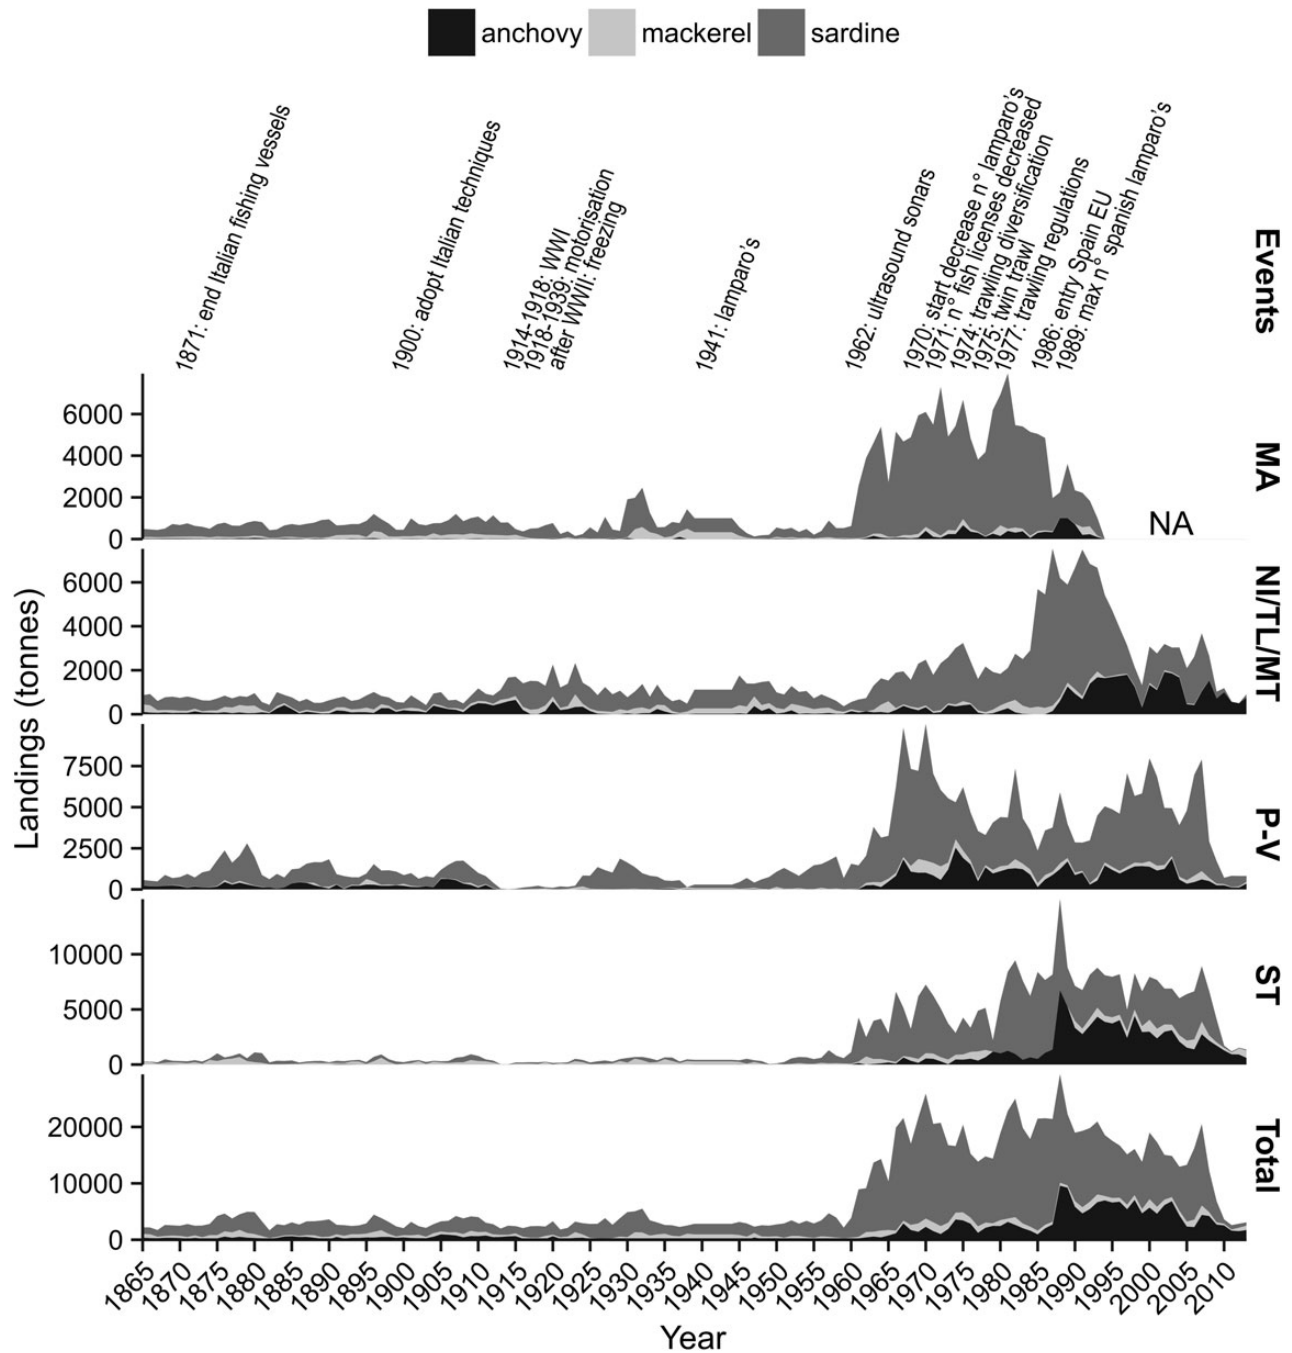 anchovy mackerel sardine
1871: end Italian fishing vessels
1900: adopt Italian techniques
1914-1918: WWI
1918-1939: motorisation
after WWII: freezing
1941: lamparo's
1962: ultrasound sonars
1970: start decrease n° lamparo's
1971: n° fish licenses decreased
1974: trawling diversification
1975: twin trawl
1977: trawling regulations
1986: entry Spain EU
1989: max n° spanish lamparo's
Events
6000
4000
2000
0
NA
MA
6000
4000
2000
0
NI/TL/MT
Landings (tonnes)
7500
5000
2500
0
P-V
10000
5000
0
ST
20000
10000
0
Total
1865 1870 1875 1880 1885 1890 1895 1900 1905 1910 1915 1920 1925 1930 1935 1940 1945 1950 1955 1960 1965 1970 1975 1980 1985 1990 1995 2000 2005 2010
Year